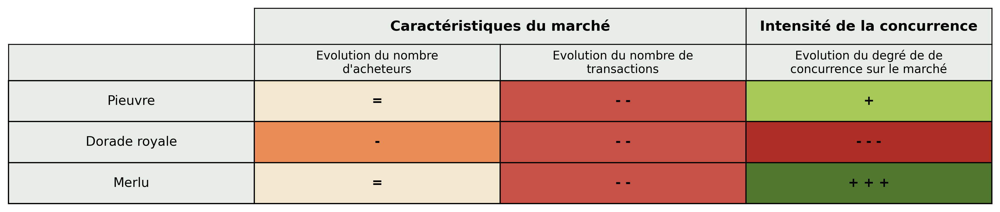 Caractéristiques du marché
Intensité de la concurrence
Evolution du nombre
d'acheteurs
Evolution du nombre de
transactions
Evolution du degré de de
concurrence sur le marché
Pieuvre
=
- -
+
Dorade royale
-
- -
- - -
Merlu
=
- -
+ + +